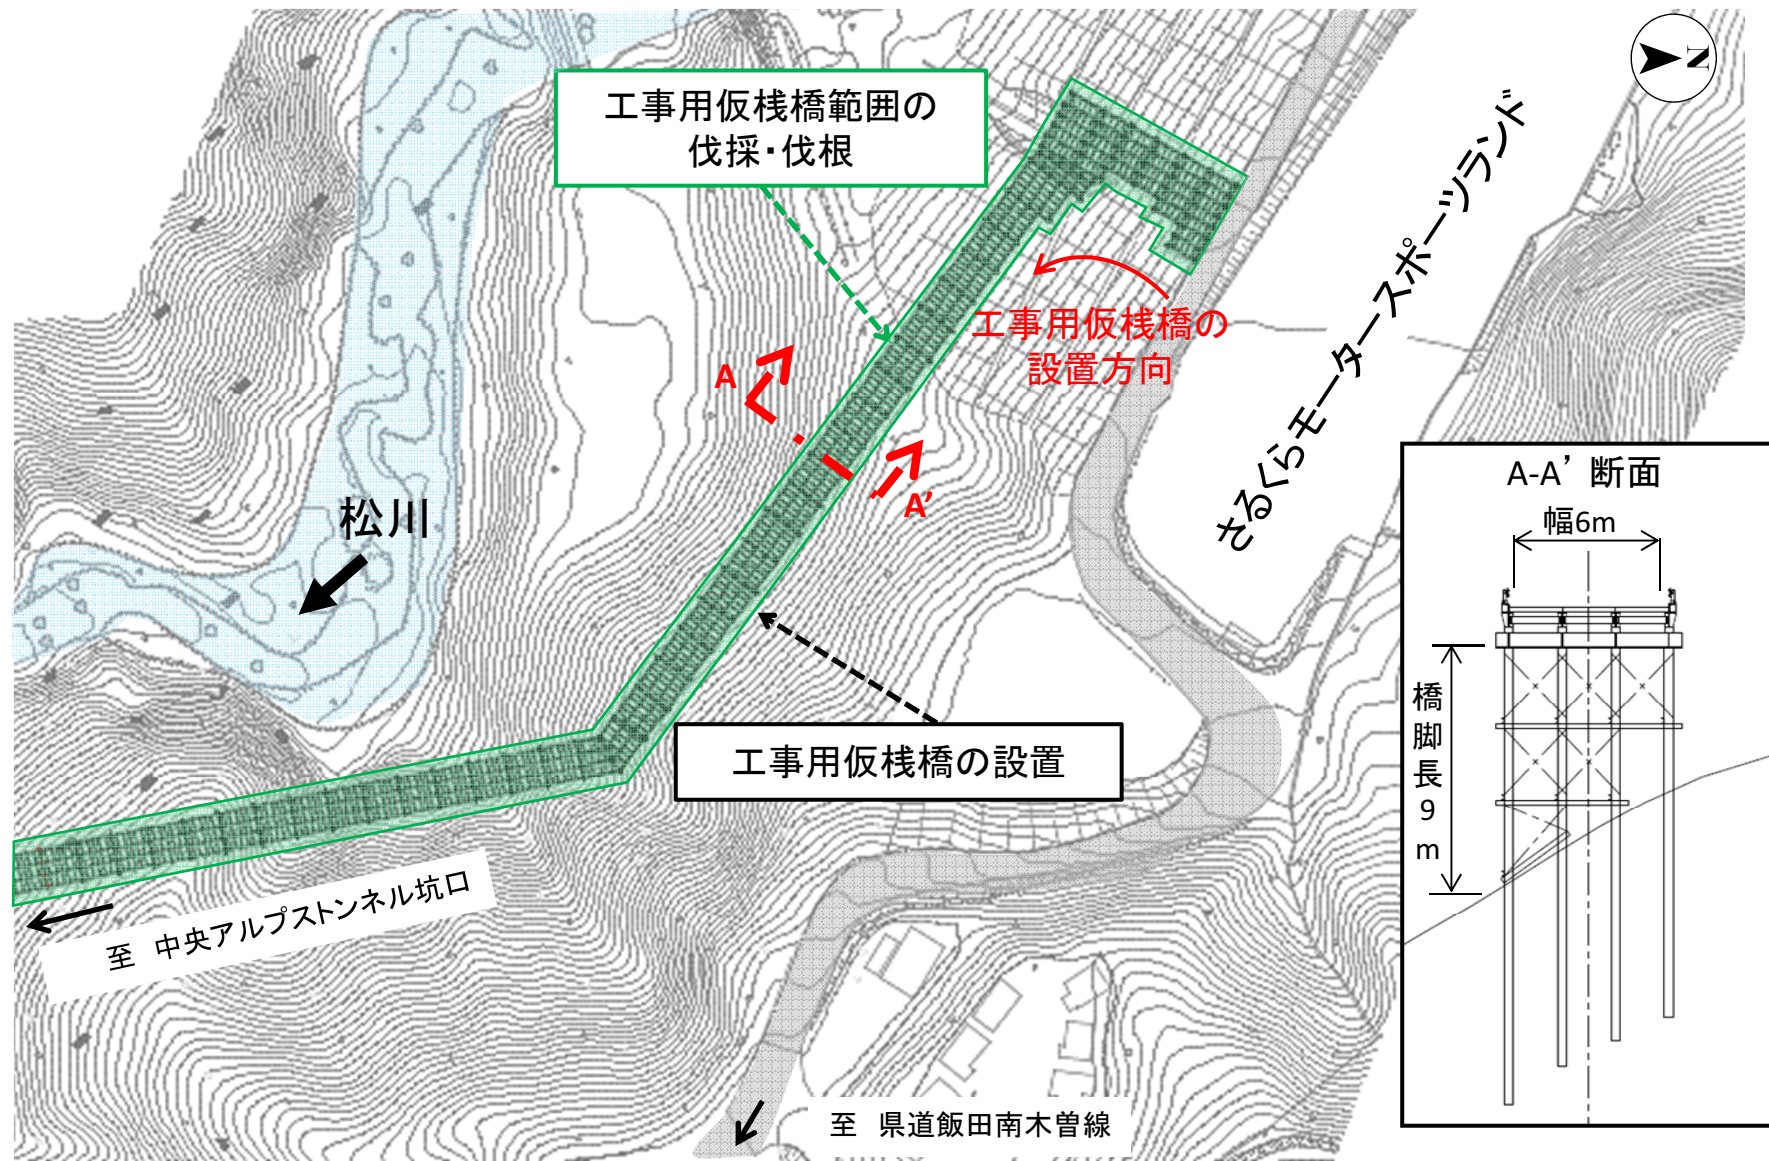 工事用仮桟橋範囲の
伐採・伐根
N
さるくらモータースポーツランド
工事用仮桟橋の
設置方向
A
A’
松川
工事用仮桟橋の設置
至 中央アルプストンネル坑口
至 県道飯田南木曽線
A-A’ 断面
幅6m
橋脚長9m